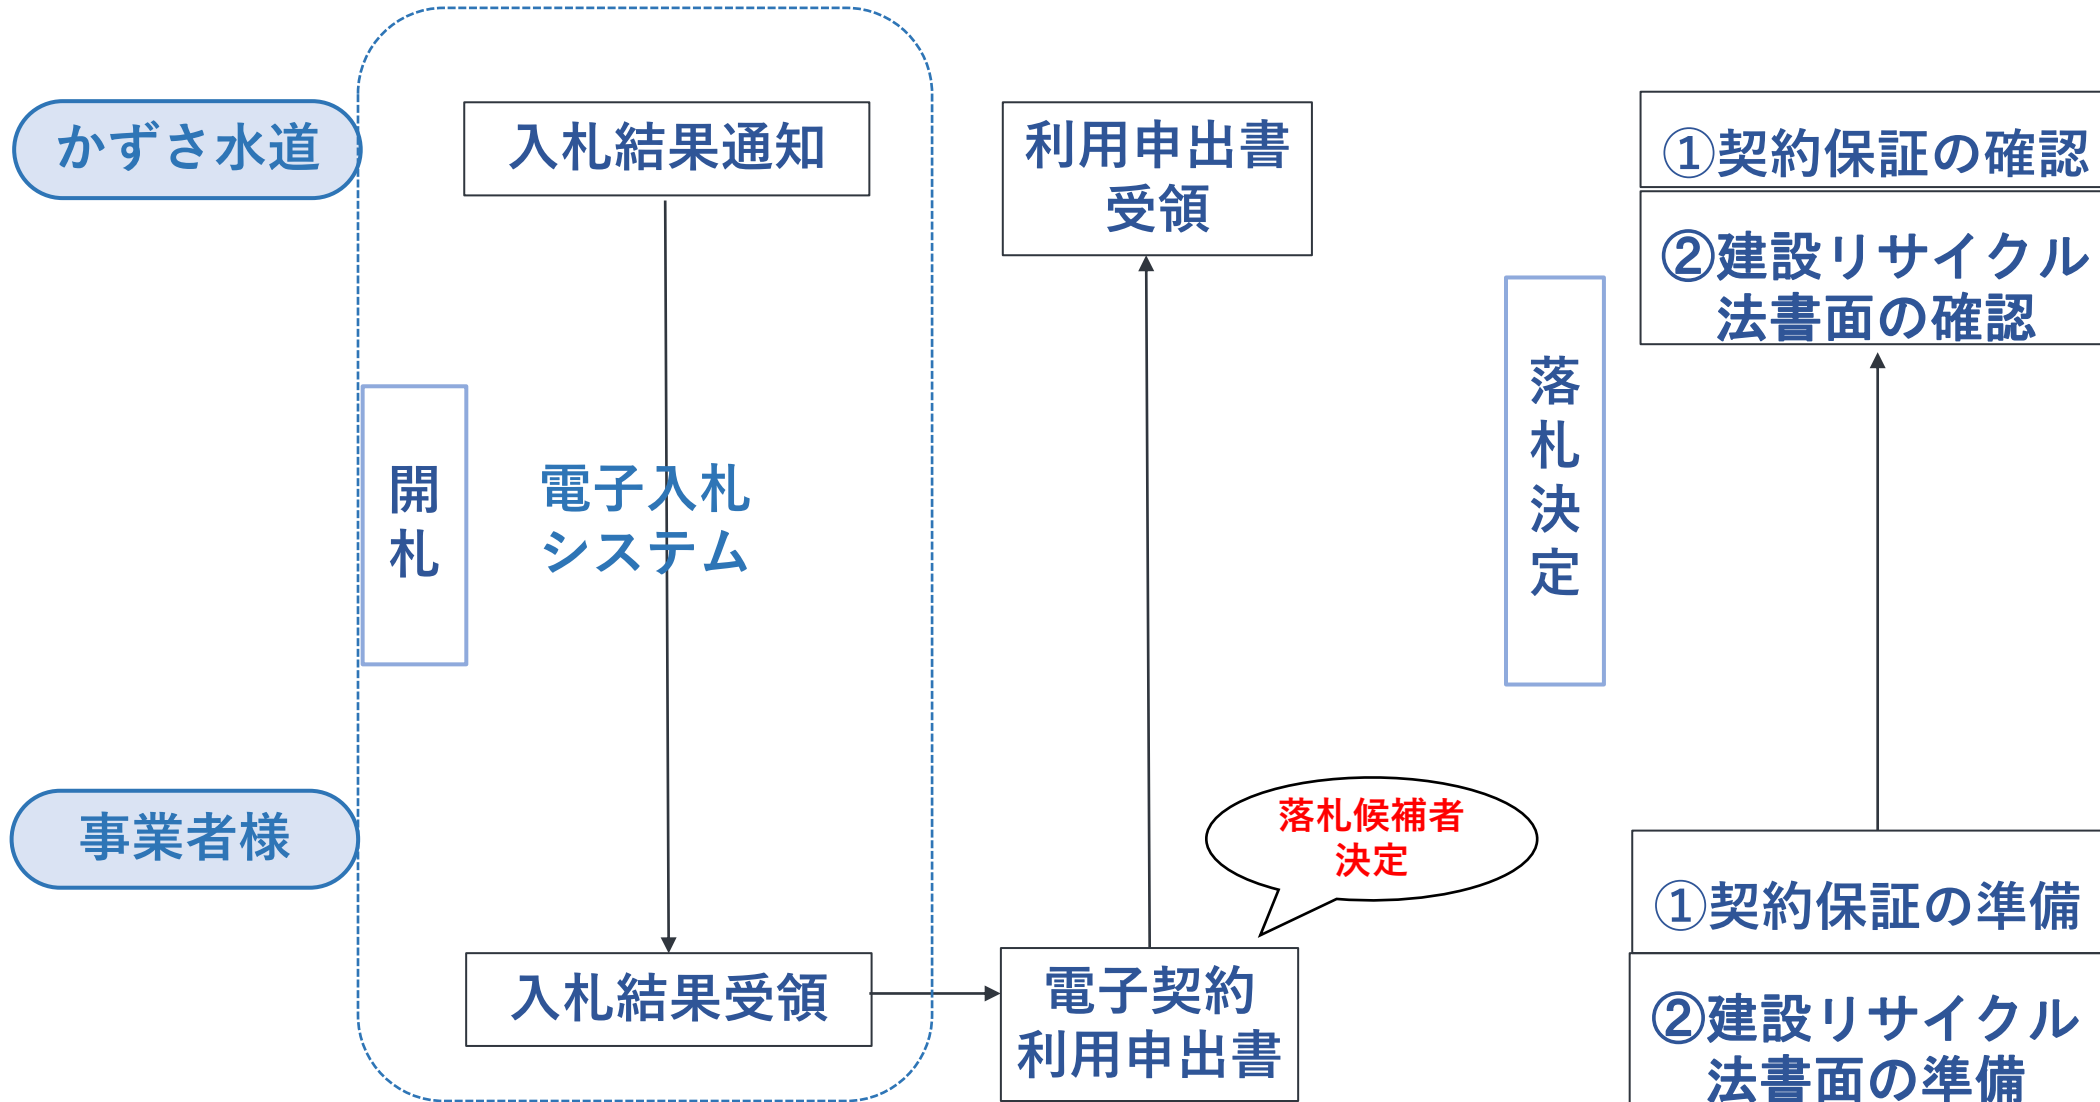 かずさ水道
入札結果通知
利用申出書
受領
①契約保証の確認
②建設リサイクル
法書面の確認
開札
電子入札
システム
落札決定
事業者様
落札候補者
決定
入札結果受領
電子契約
利用申出書
①契約保証の準備
②建設リサイクル
法書面の準備